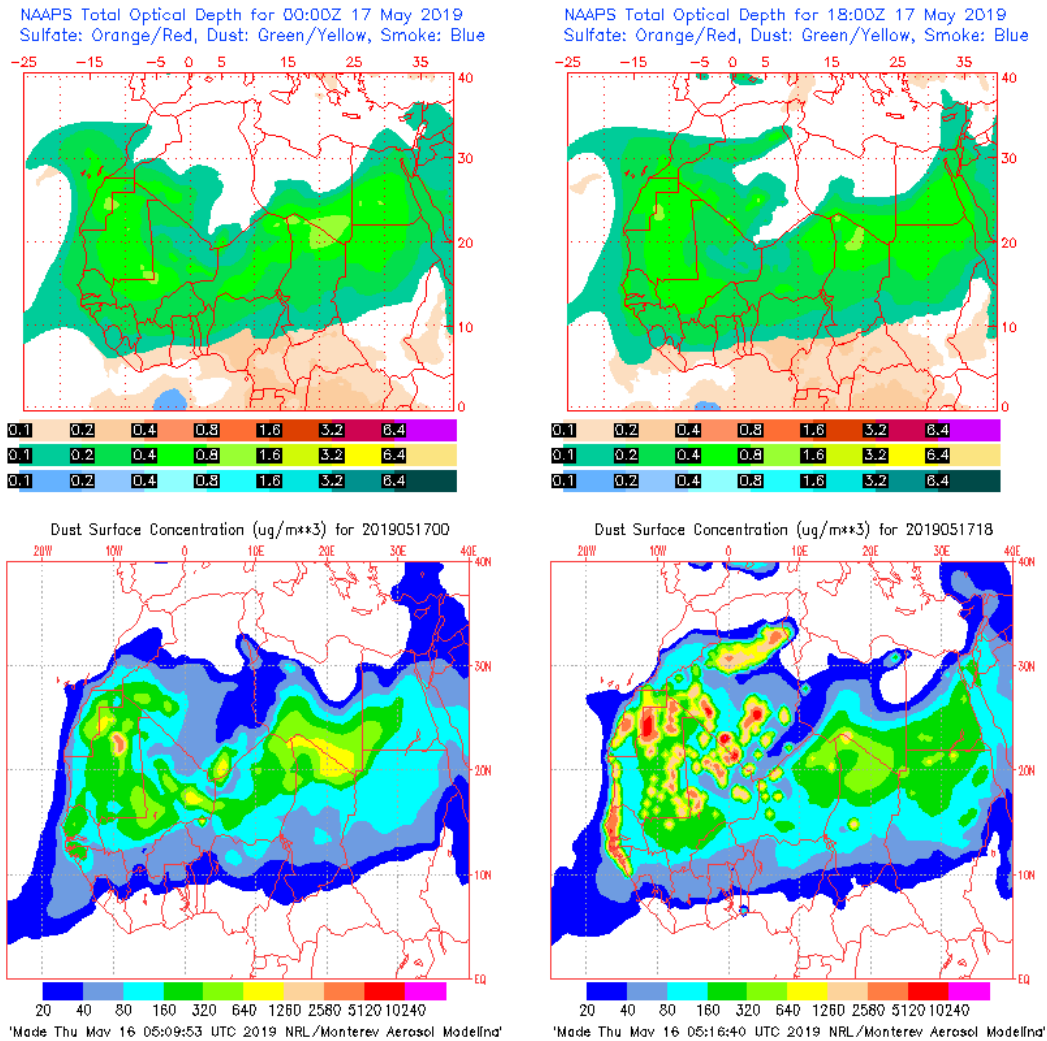 NAAPS Total Optical Depth for 00:00Z 17 May 2019
Sulfate: Orange/Red, Dust: Green/Yellow, Smoke: Blue
-25 -15 -5 0 5 15 25 35
40
30
20
10
0
0.1 0.2 0.4 0.8 1.6 3.2 6.4
0.1 0.2 0.4 0.8 1.6 3.2 6.4
0.1 0.2 0.4 0.8 1.6 3.2 6.4
NAAPS Total Optical Depth for 18:00Z 17 May 2019
Sulfate: Orange/Red, Dust: Green/Yellow, Smoke: Blue
-25 -15 -5 0 5 15 25 35
40
30
20
10
0
0.1 0.2 0.4 0.8 1.6 3.2 6.4
0.1 0.2 0.4 0.8 1.6 3.2 6.4
0.1 0.2 0.4 0.8 1.6 3.2 6.4
Dust Surface Concentration (ug/m**3) for 2019051700
20W 10W 0 10E 20E 30E 40E
40N
30N
20N
10N
EQ
20 40 80 160 320 640 1260 2580 5120 10240
'Made Thu May 16 05:09:53 UTC 2019 NRL/Monterey Aerosol Modeling'
Dust Surface Concentration (ug/m**3) for 2019051718
20W 10W 0 10E 20E 30E 40E
40N
30N
20N
10N
EQ
20 40 80 160 320 640 1260 2580 5120 10240
'Made Thu May 16 05:16:40 UTC 2019 NRL/Monterey Aerosol Modeling'